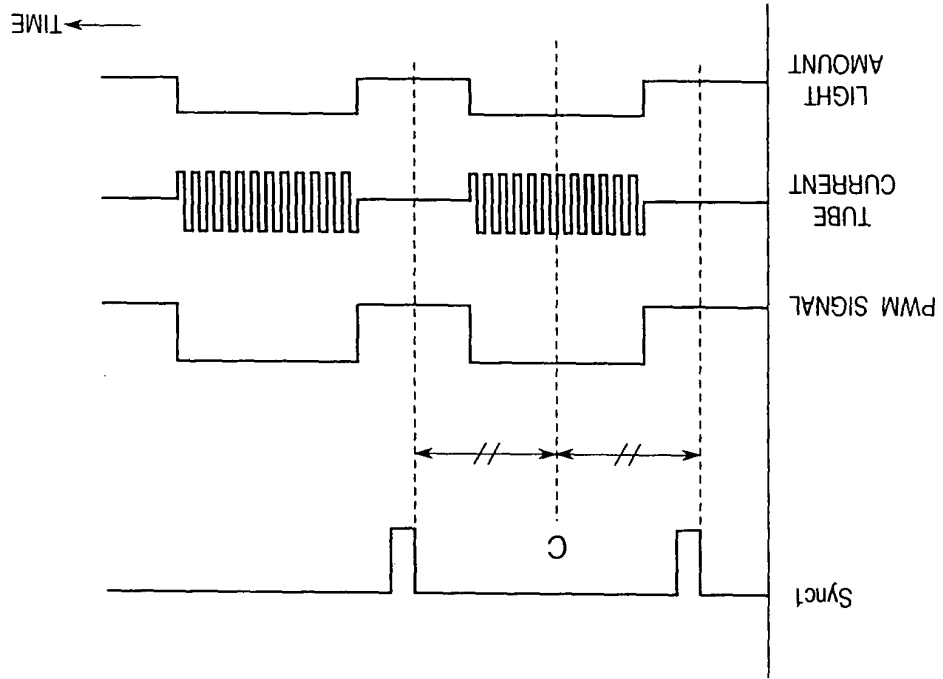 Sync1
C
PWM SIGNAL
TUBE
CURRENT
LIGHT
AMOUNT
TIME